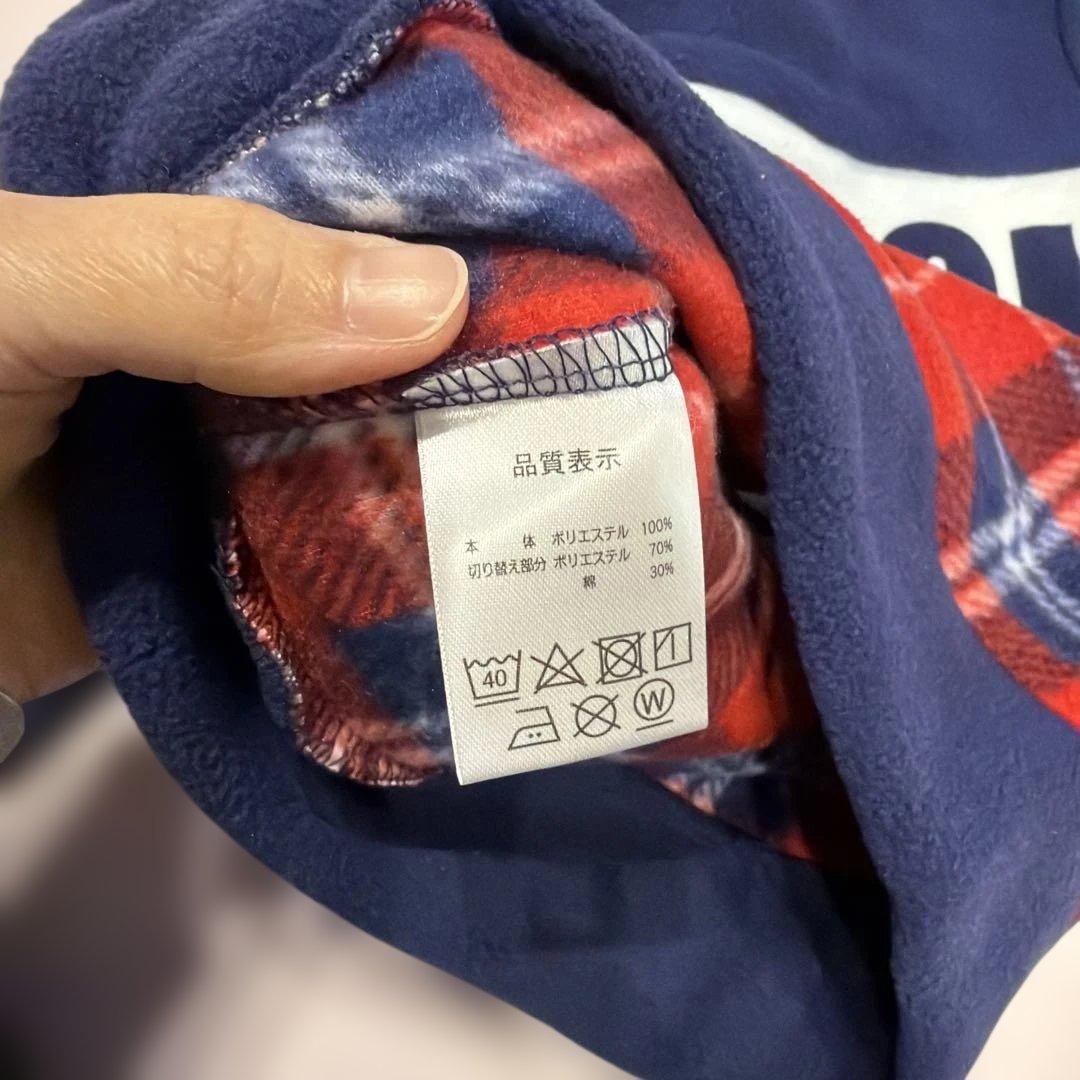 品質表示
本 体 ポリエステル 100%
切り替え部分 ポリエステル 70%
綿 30%
40
W